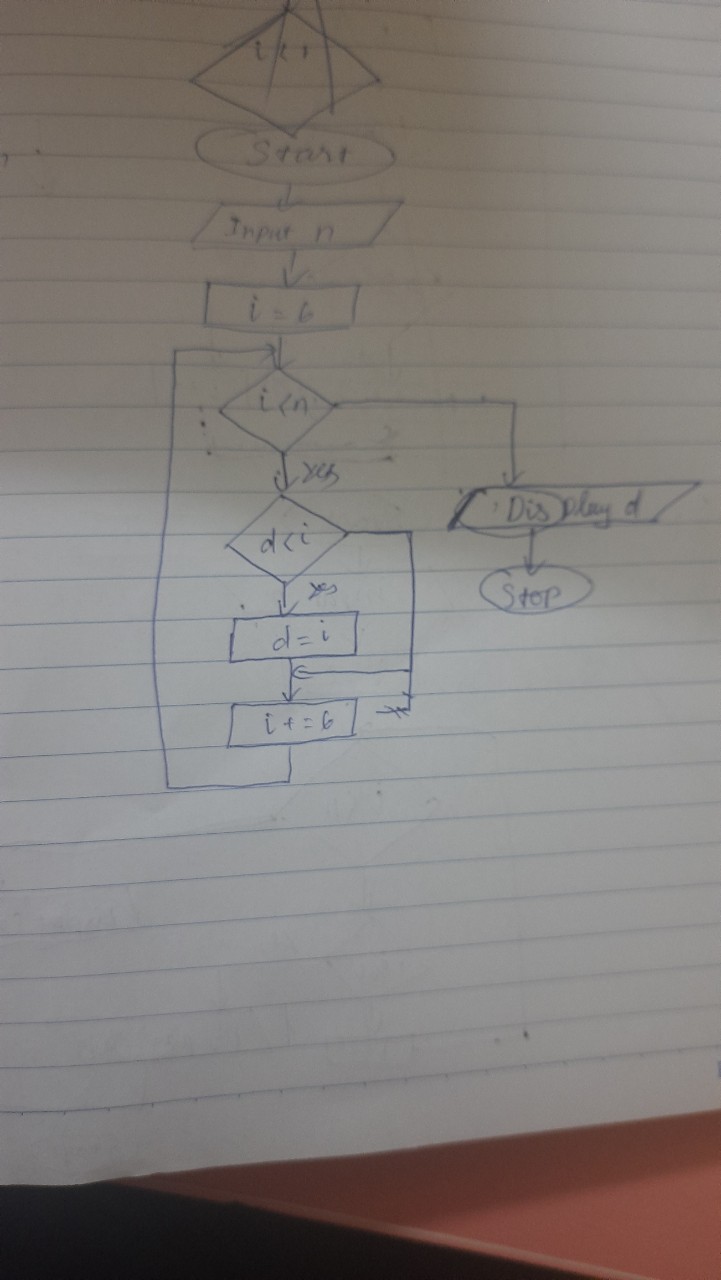 i < 1
Start
Input n
i = 6
i < n
Yes
Display d
d < i
Stop
Yes
d = i
i + = 6